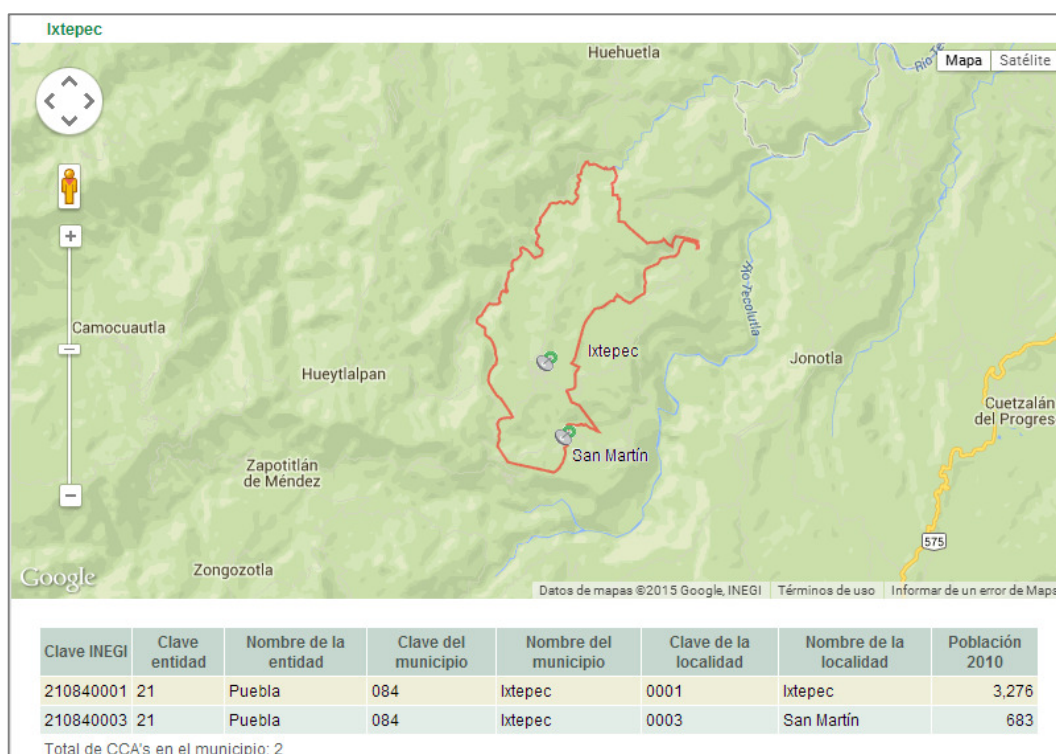 Ixtepec
Huehuetla
Mapa Satélite
Río Tecolutla
Camocuautla
Ixtepec
Hueytlalpan
Jonotla
Cuetzalán
del Progres
San Martín
Zapotitlán
de Méndez
575
Zongozotla
Google
Datos de mapas ©2015 Google, INEGI Términos de uso Informar de un error de Maps
Clave INEGI Clave entidad Nombre de la entidad Clave del municipio Nombre del municipio Clave de la localidad Nombre de la localidad Población 2010
210840001 21 Puebla 084 Ixtepec 0001 Ixtepec 3,276
210840003 21 Puebla 084 Ixtepec 0003 San Martín 683
Total de CCA's en el municipio: 2